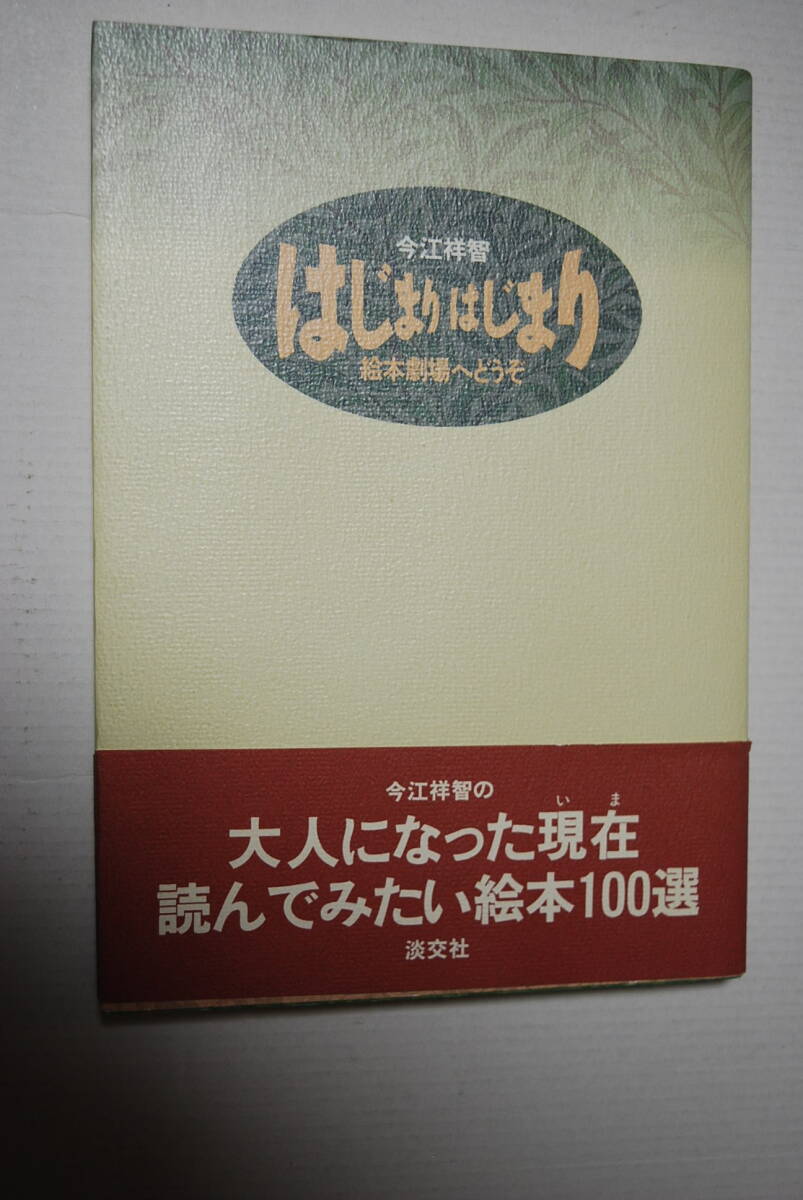 今江祥智
はじまりはじまり
絵本劇場へどうぞ
今江祥智の
いま
大人になった現在
読んでみたい絵本100選
淡交社